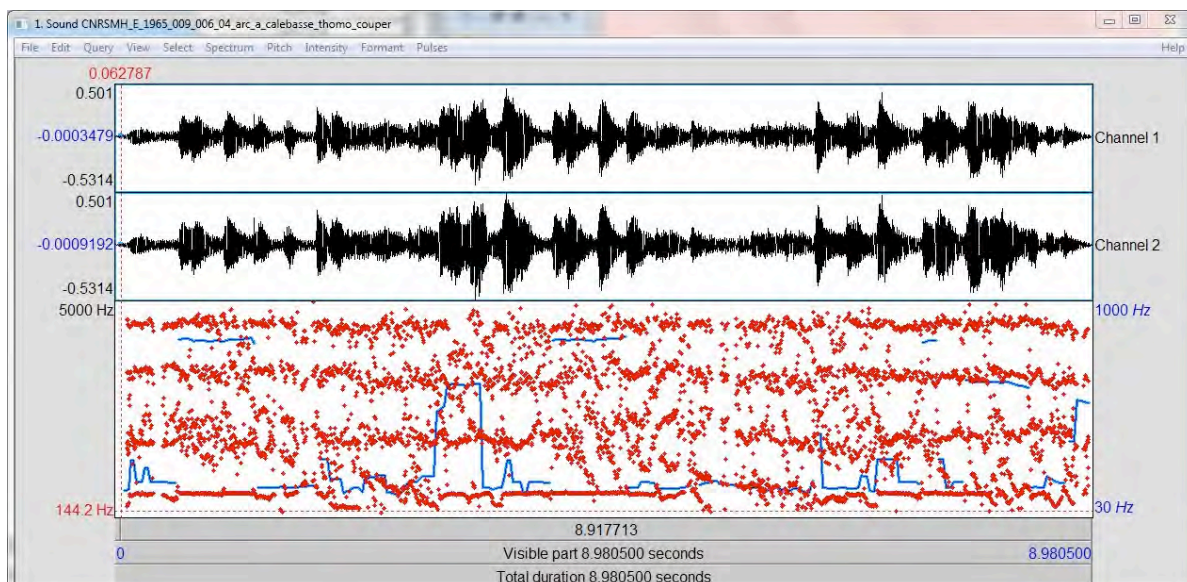 1. Sound CNRSMH_E_1965_009_006_04_arc_a_calebasse_thomo_couper
File Edit Query View Select Spectrum Pitch Intensity Formant Pulses Help
0.062787
0.501
-0.0003479
Channel 1
-0.5314
0.501
-0.0009192
Channel 2
-0.5314
5000 Hz
1000 Hz
144.2 Hz
30 Hz
8.917713
0 Visible part 8.980500 seconds 8.980500
Total duration 8.980500 seconds